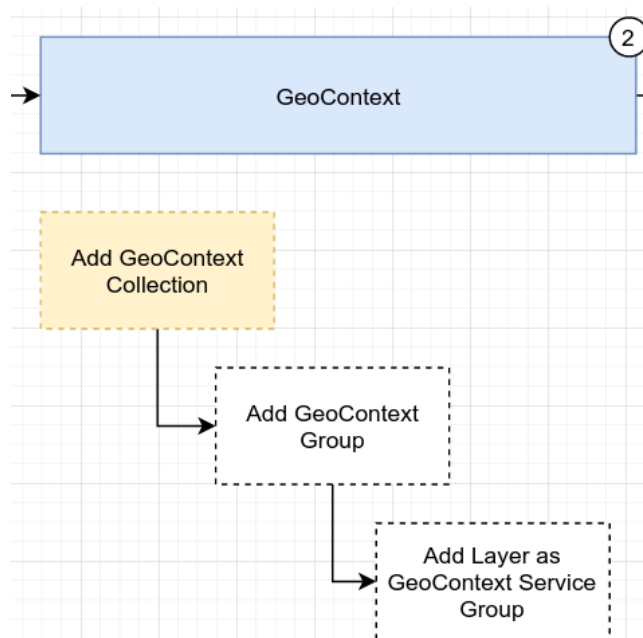 2
GeoContext
Add GeoContext
Collection
Add GeoContext
Group
Add Layer as
GeoContext Service
Group